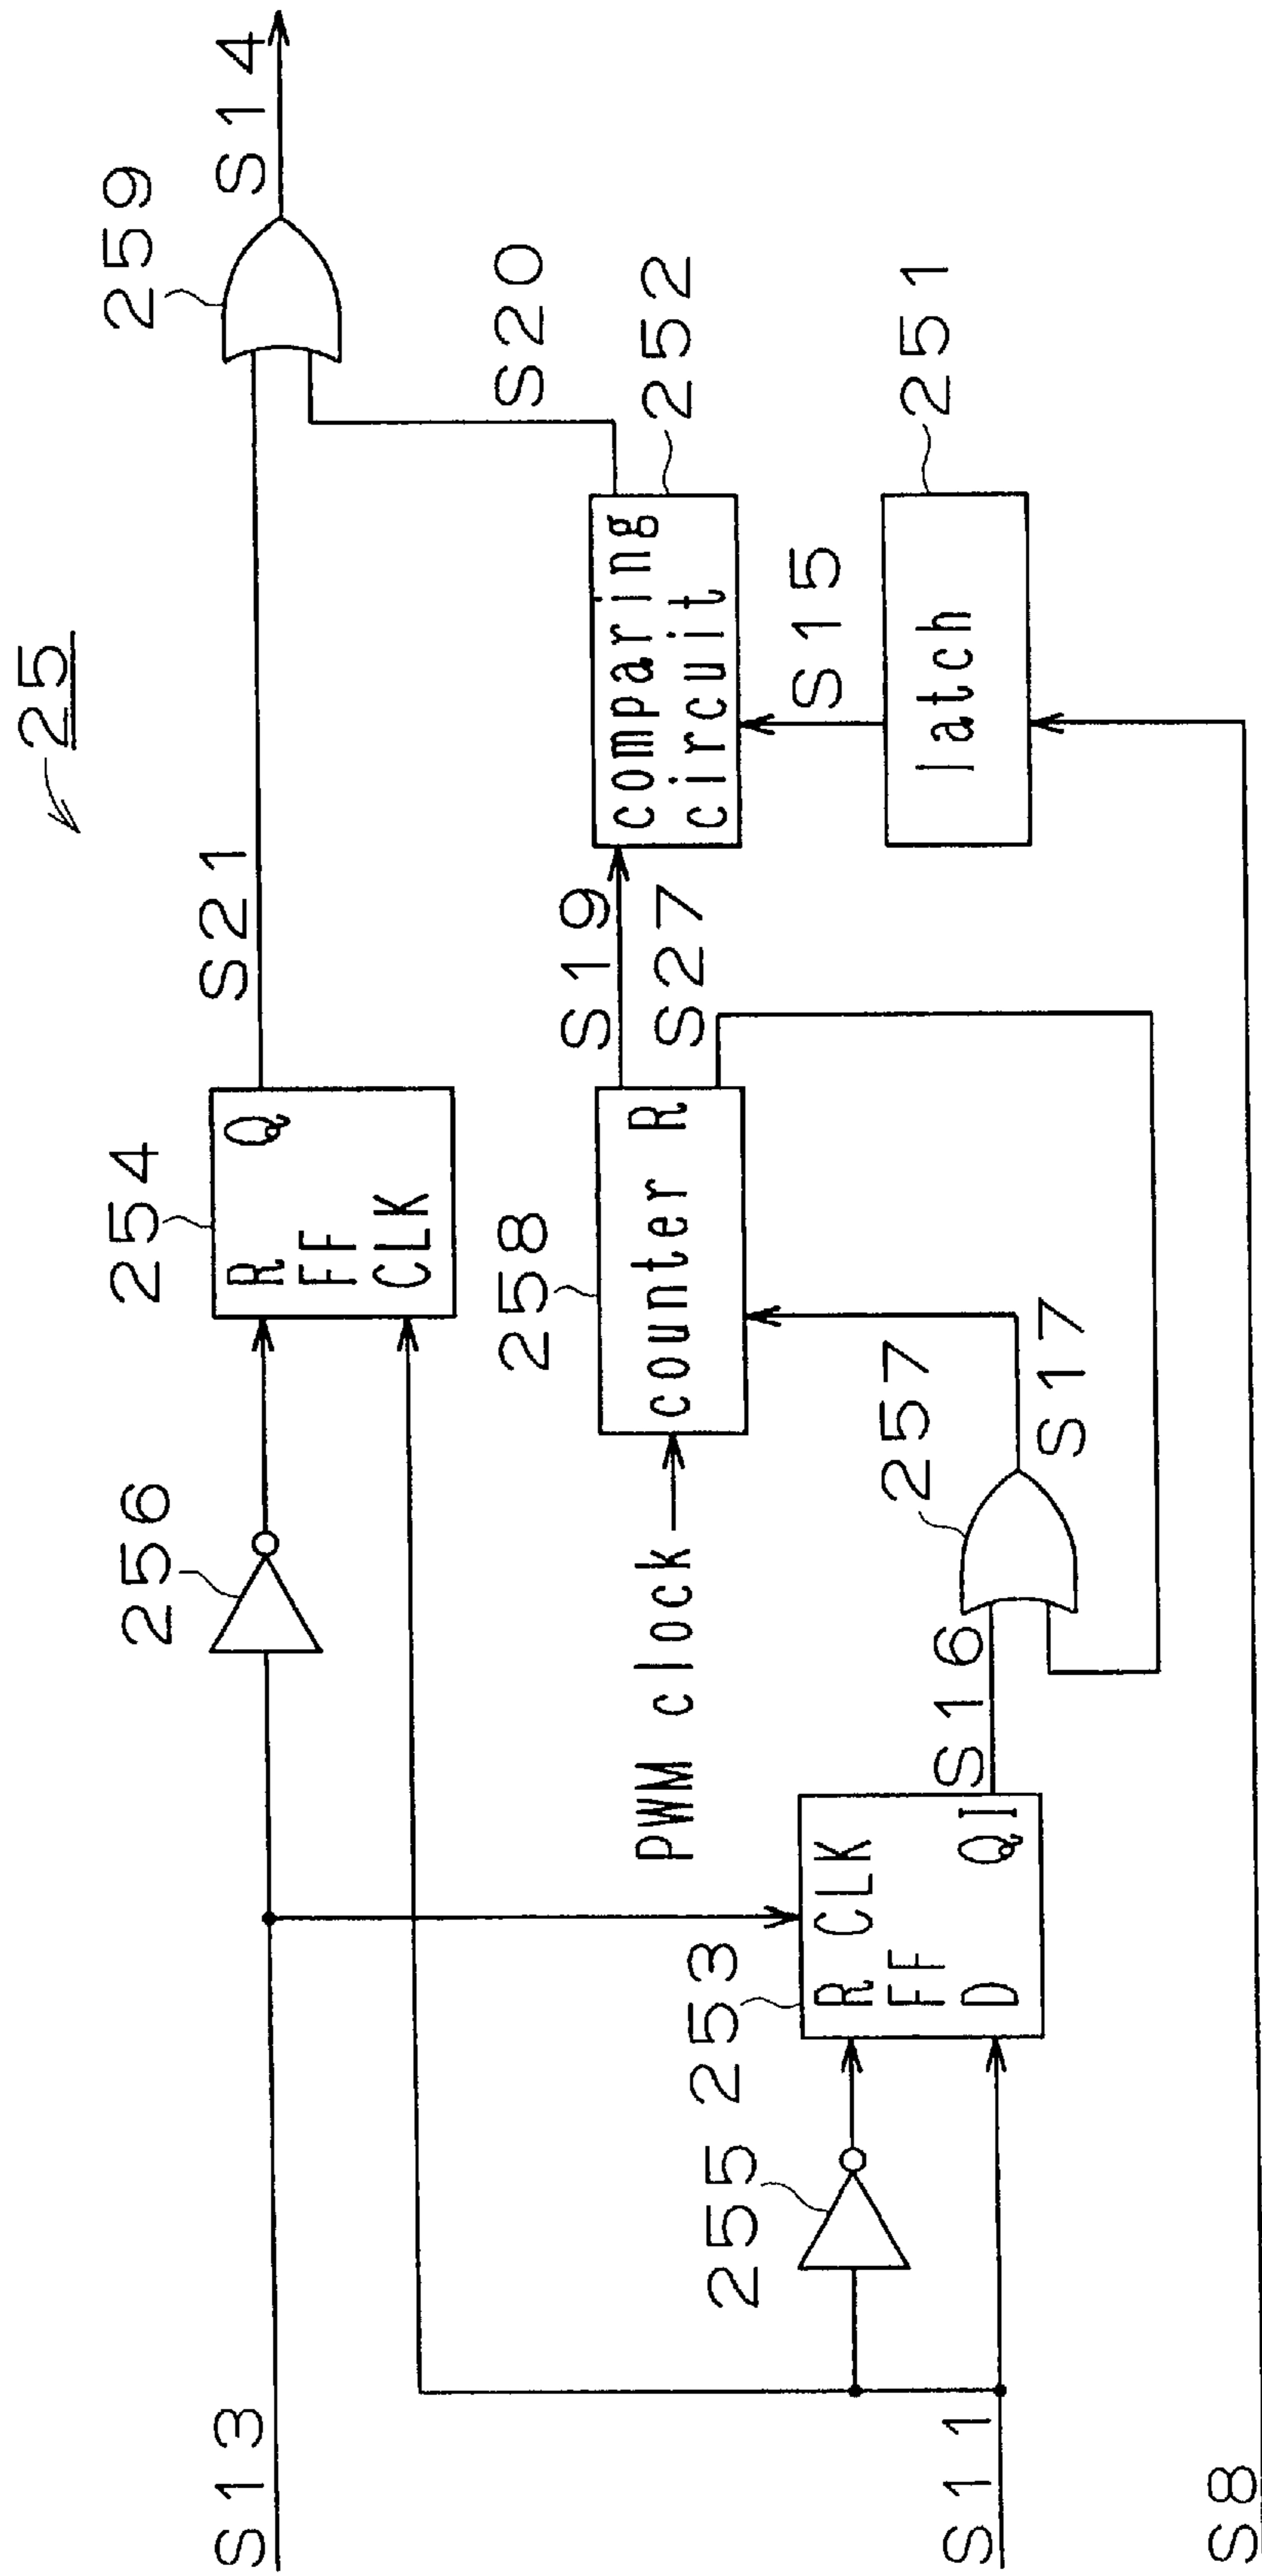 25
S13
256
254
R Q
FF
CLK
S21
259
S14
S20
PWM clock
258
counter R
S19
S27
comparing
circuit
252
S15
latch
251
S11
255
253
R CLK
FF
D QI
S16
257
S17
S8